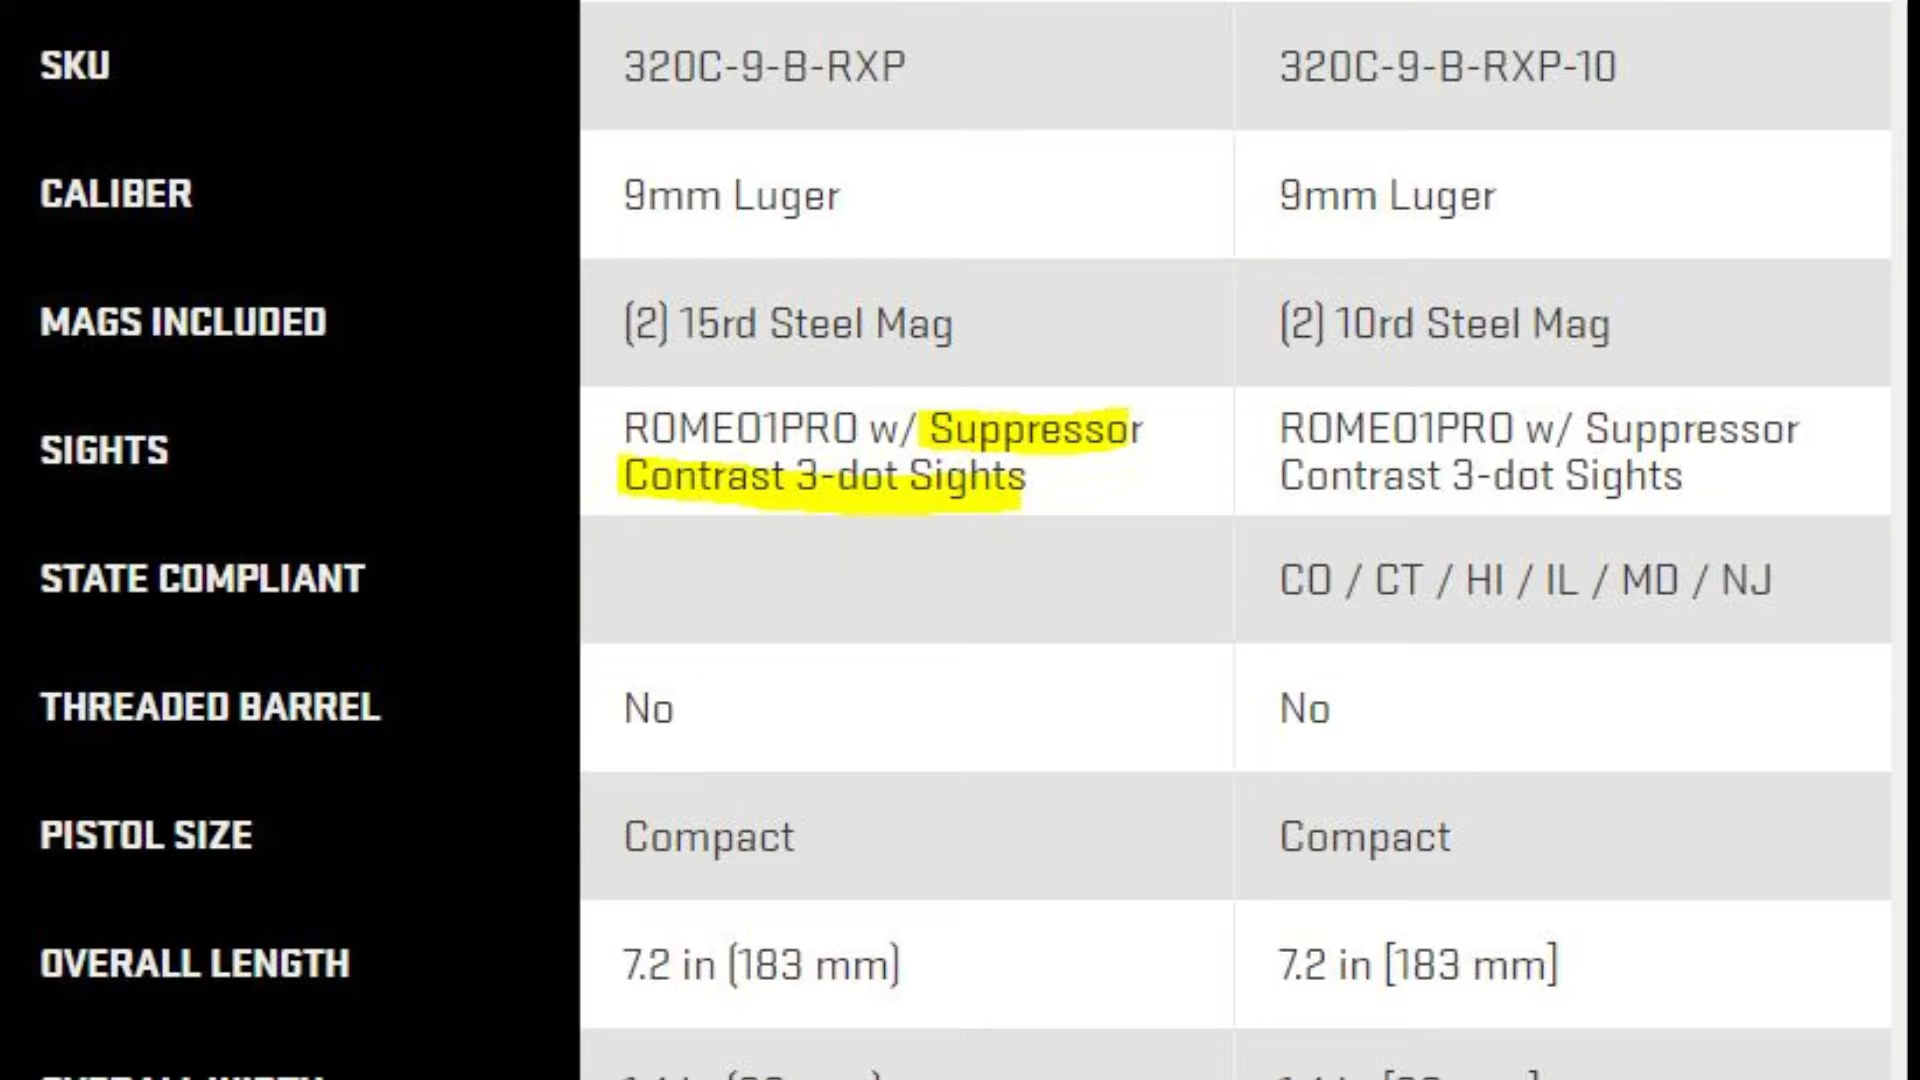 SKU 320C-9-B-RXP 320C-9-B-RXP-10
CALIBER 9mm Luger 9mm Luger
MAGS INCLUDED (2) 15rd Steel Mag (2) 10rd Steel Mag
SIGHTS ROMEO1PRO w/ Suppressor Contrast 3-dot Sights ROMEO1PRO w/ Suppressor Contrast 3-dot Sights
STATE COMPLIANT CO / CT / HI / IL / MD / NJ
THREADED BARREL No No
PISTOL SIZE Compact Compact
OVERALL LENGTH 7.2 in (183 mm) 7.2 in [183 mm]